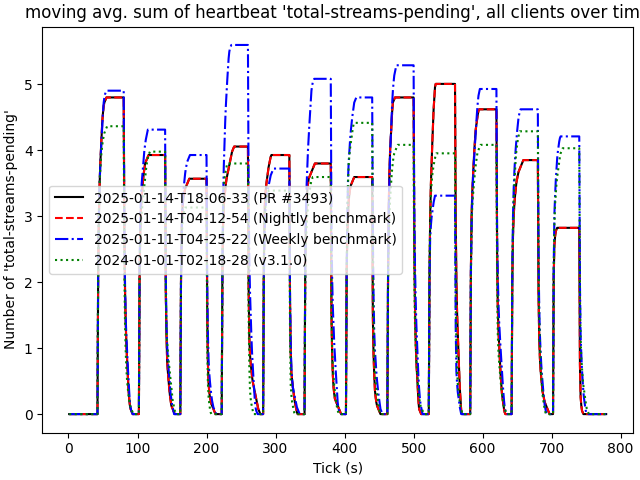 moving avg. sum of heartbeat 'total-streams-pending', all clients over tim
Number of 'total-streams-pending'
5
4
3
2
1
0
2025-01-14-T18-06-33 (PR #3493)
2025-01-14-T04-12-54 (Nightly benchmark)
2025-01-11-T04-25-22 (Weekly benchmark)
2024-01-01-T02-18-28 (v3.1.0)
0 100 200 300 400 500 600 700 800
Tick (s)